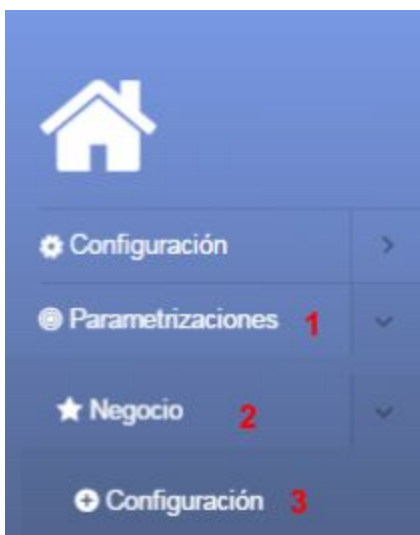 Configuración
Parametrizaciones 1
Negocio 2
Configuración 3